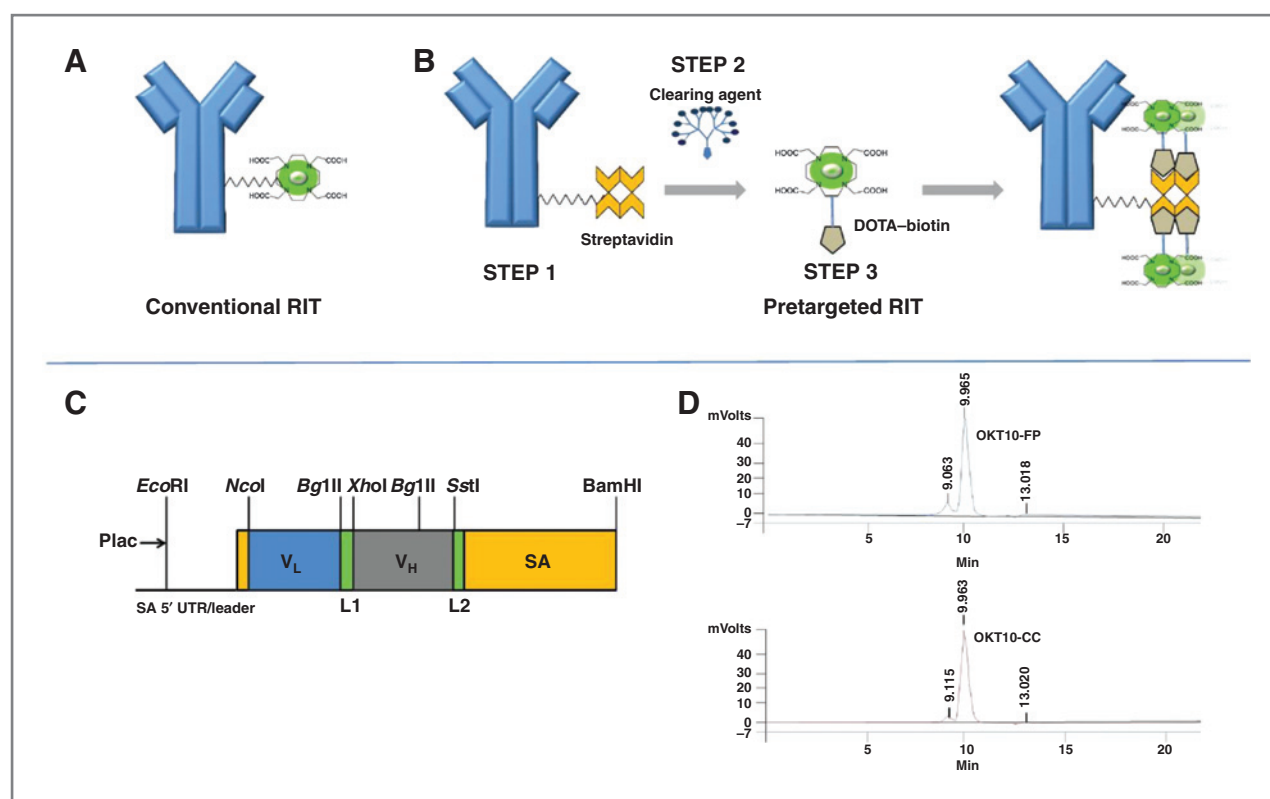 A
HOOC
COCH
HOOC
COOH
Conventional RIT
B
STEP 1
Streptavidin
STEP 2
Clearing agent
HOOC
COOH
N
N
N
N
HOOC
COOH
DOTA–biotin
STEP 3
Pretargeted RIT
HOOC
COOH
HOOC
COOH
C
EcoRI NcoI Bg1II XhoI Bg1II SstI BamHI
Plac
VL VH SA
SA 5′ UTR/leader
L1 L2
D
mVolts
40
30
20
10
0
–7
9.063
9.965
13.018
OKT10-FP
5 10 15 20
Min
mVolts
40
30
20
10
0
–7
9.115
9.963
13.020
OKT10-CC
5 10 15 20
Min